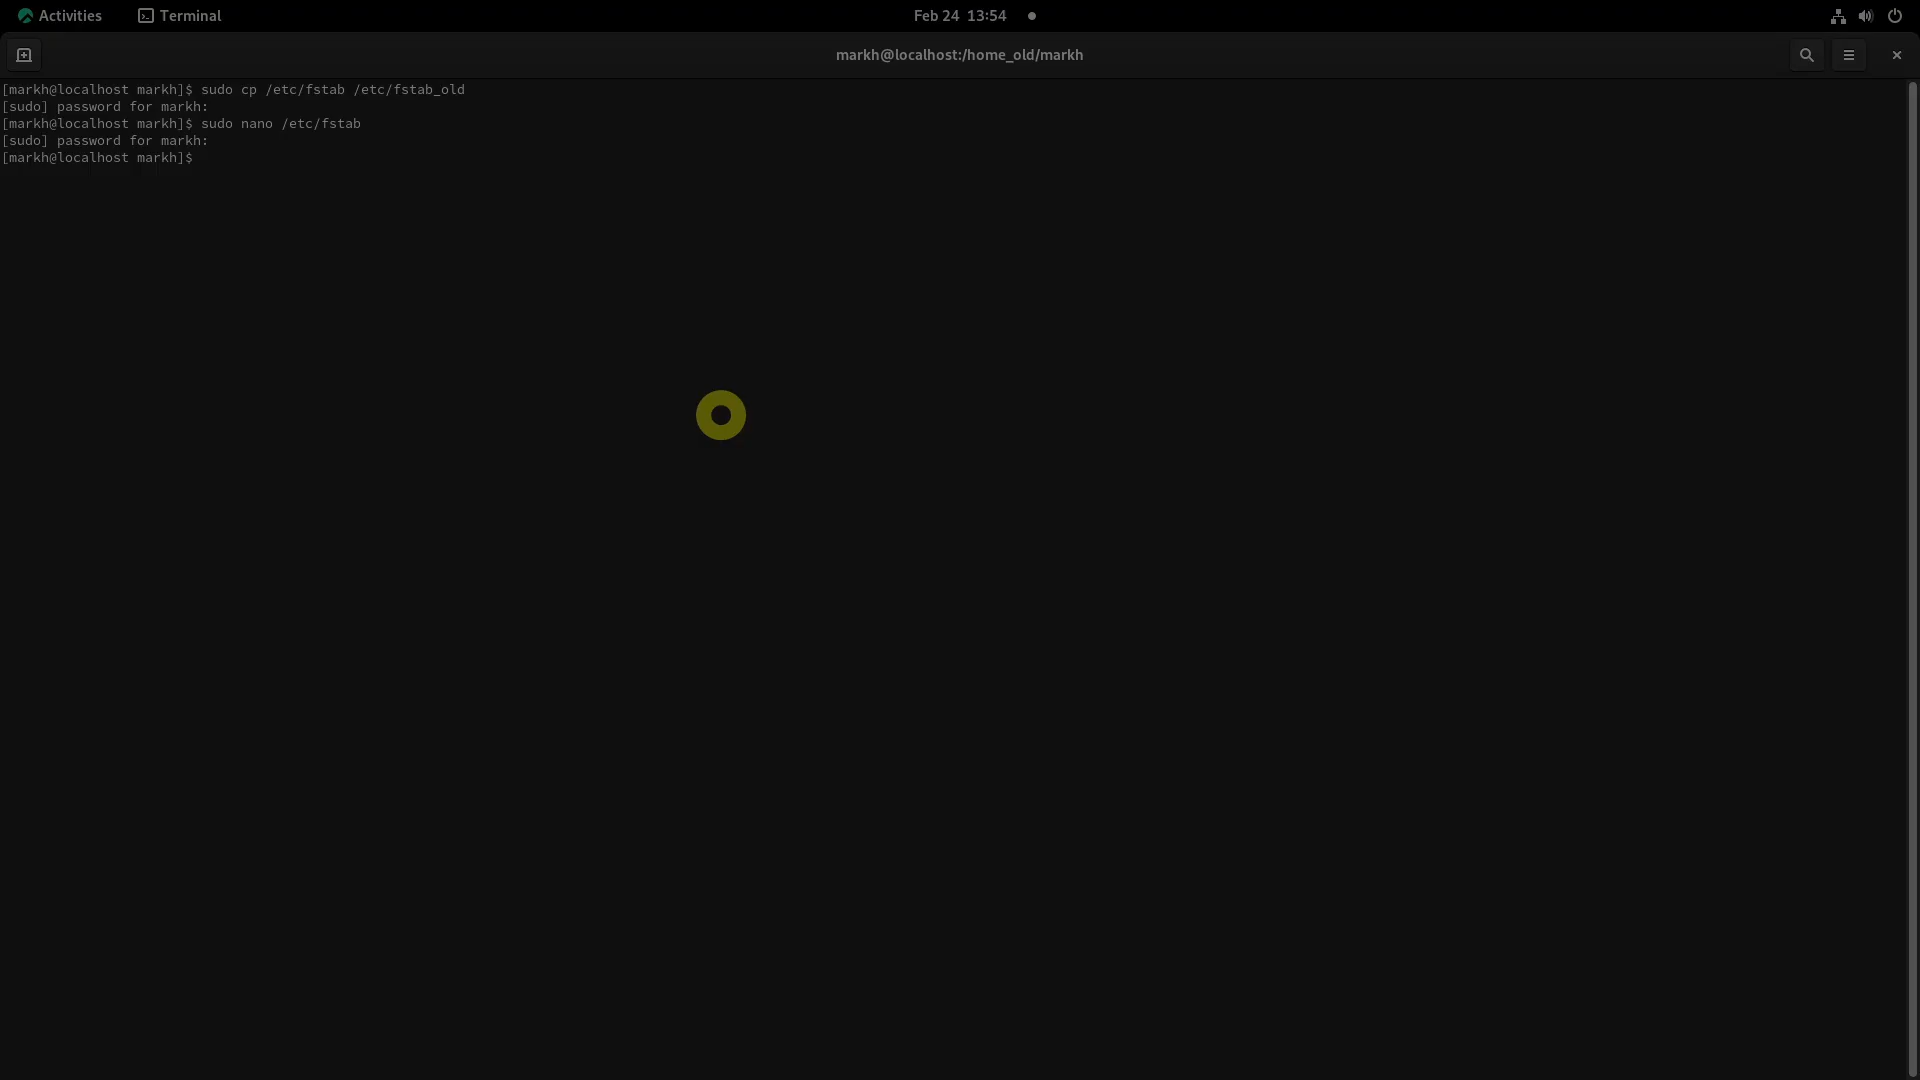 Activities
Terminal
Feb 24 13:54
markh@localhost:/home_old/markh
[markh@localhost markh]$ sudo cp /etc/fstab /etc/fstab_old
[sudo] password for markh:
[markh@localhost markh]$ sudo nano /etc/fstab
[sudo] password for markh:
[markh@localhost markh]$